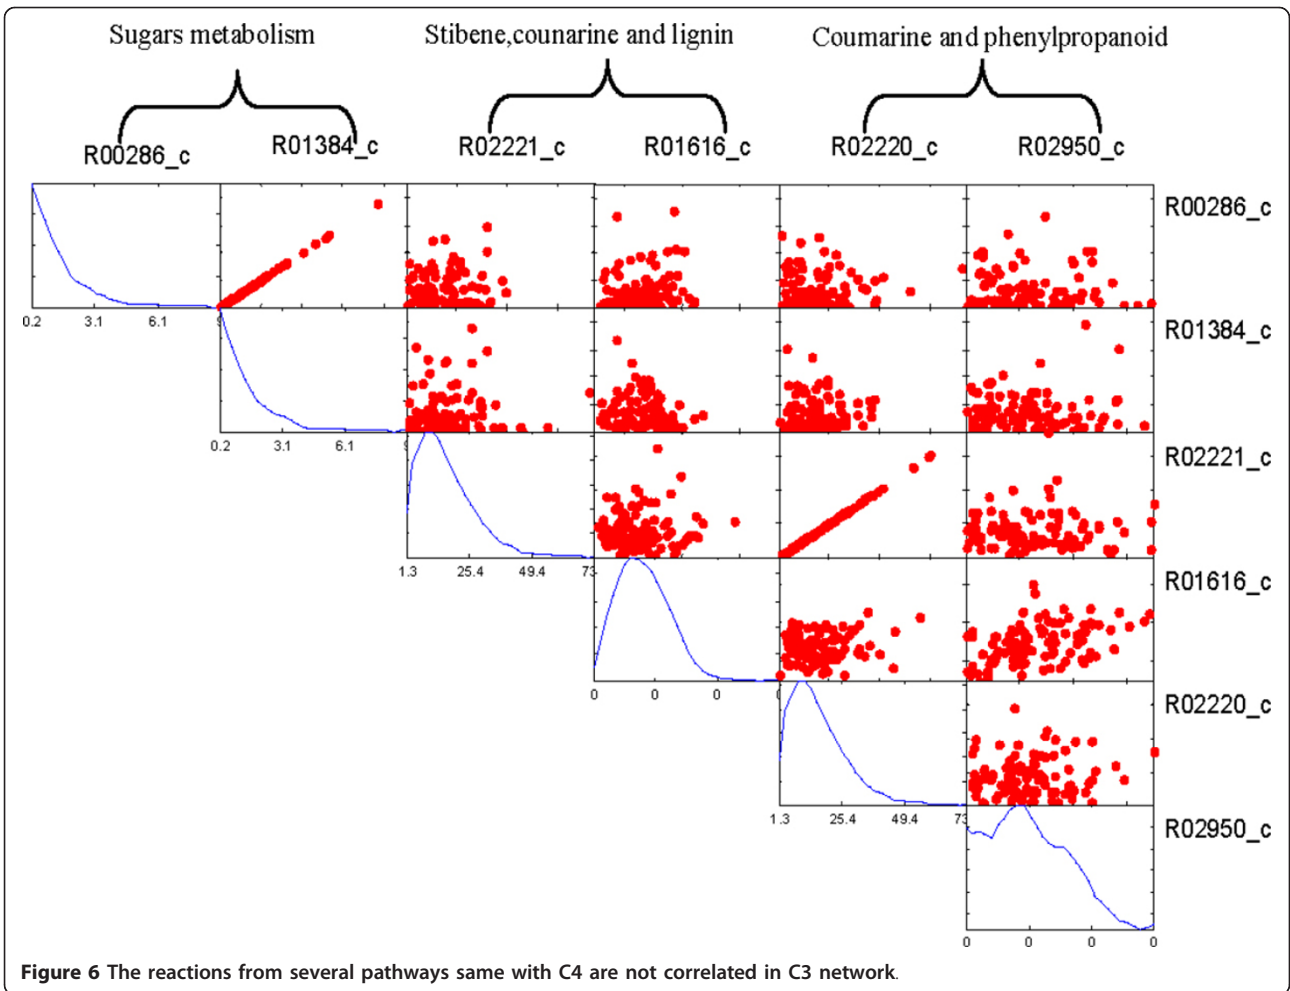 Sugars metabolism
Stibene,counarine and lignin
Coumarine and phenylpropanoid
R00286_c
R01384_c
R02221_c
R01616_c
R02220_c
R02950_c
R00286_c
0.2 3.1 6.1
R01384_c
0.2 3.1 6.1
R02221_c
1.3 25.4 49.4 73
R01616_c
0 0 0
R02220_c
1.3 25.4 49.4 73
R02950_c
0 0 0 0
Figure 6 The reactions from several pathways same with C4 are not correlated in C3 network.